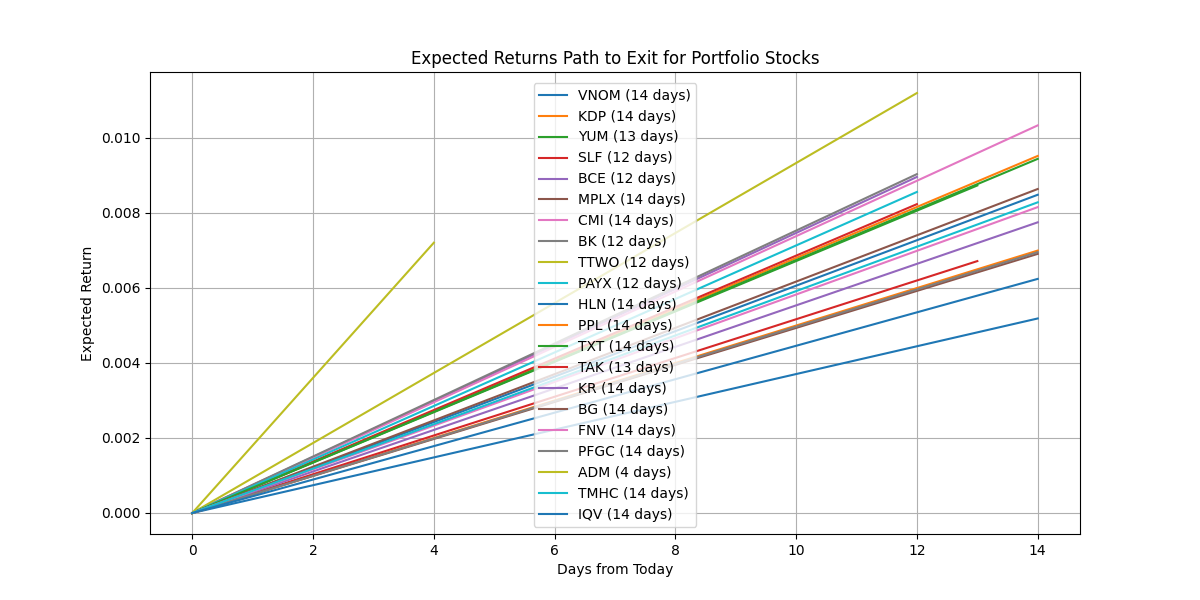 Expected Returns Path to Exit for Portfolio Stocks
Expected Return
0.010
0.008
0.006
0.004
0.002
0.000
VNOM (14 days)
KDP (14 days)
YUM (13 days)
SLF (12 days)
BCE (12 days)
MPLX (14 days)
CMI (14 days)
BK (12 days)
TTWO (12 days)
PAYX (12 days)
HLN (14 days)
PPL (14 days)
TXT (14 days)
TAK (13 days)
KR (14 days)
BG (14 days)
FNV (14 days)
PFGC (14 days)
ADM (4 days)
TMHC (14 days)
IQV (14 days)
0 2 4 6 8 10 12 14
Days from Today